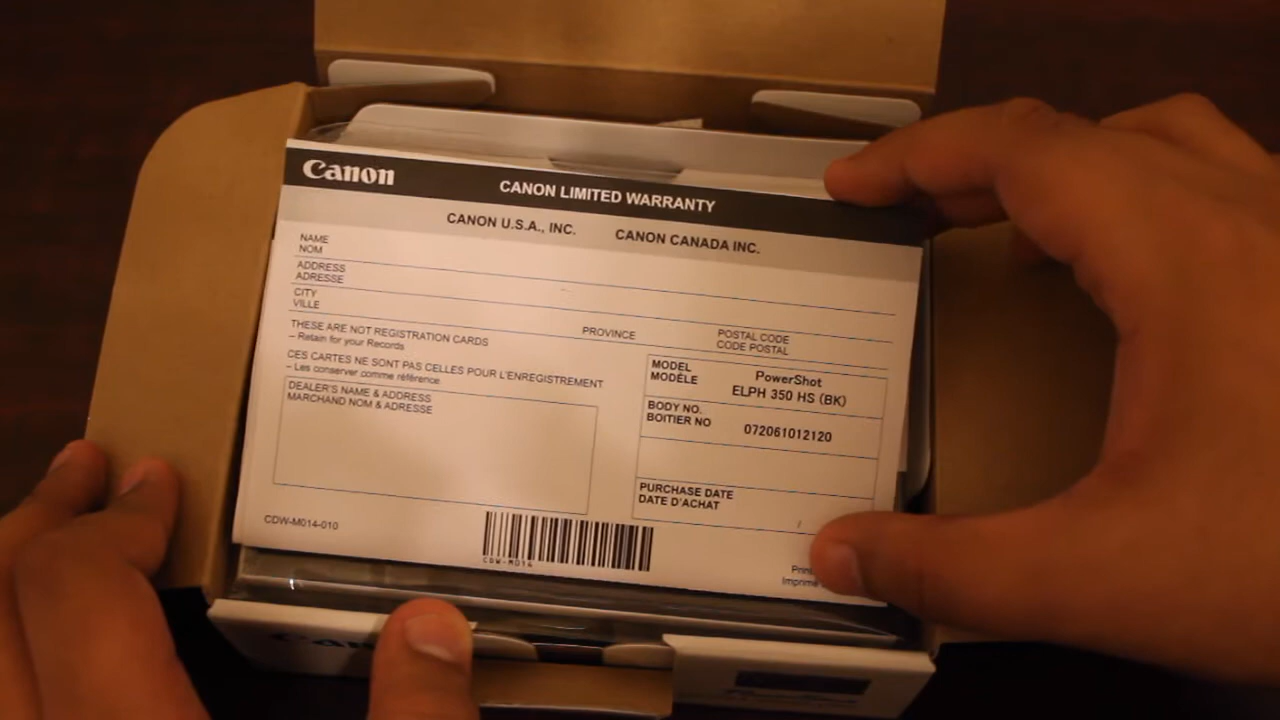 Canon
CANON LIMITED WARRANTY
CANON U.S.A., INC. CANON CANADA INC.
NAME
NOM
ADDRESS
ADRESSE
CITY
VILLE
PROVINCE
POSTAL CODE
CODE POSTAL
THESE ARE NOT REGISTRATION CARDS
– Retain for your Records
CES CARTES NE SONT PAS CELLES POUR L'ENREGISTREMENT
– Les conserver comme référence
DEALER'S NAME & ADDRESS
MARCHAND NOM & ADRESSE
MODEL
MODÈLE
PowerShot
ELPH 350 HS (BK)
BODY NO.
BOITIER NO
072061012120
PURCHASE DATE
DATE D'ACHAT
/
CDW-M014-010
CDW-M014